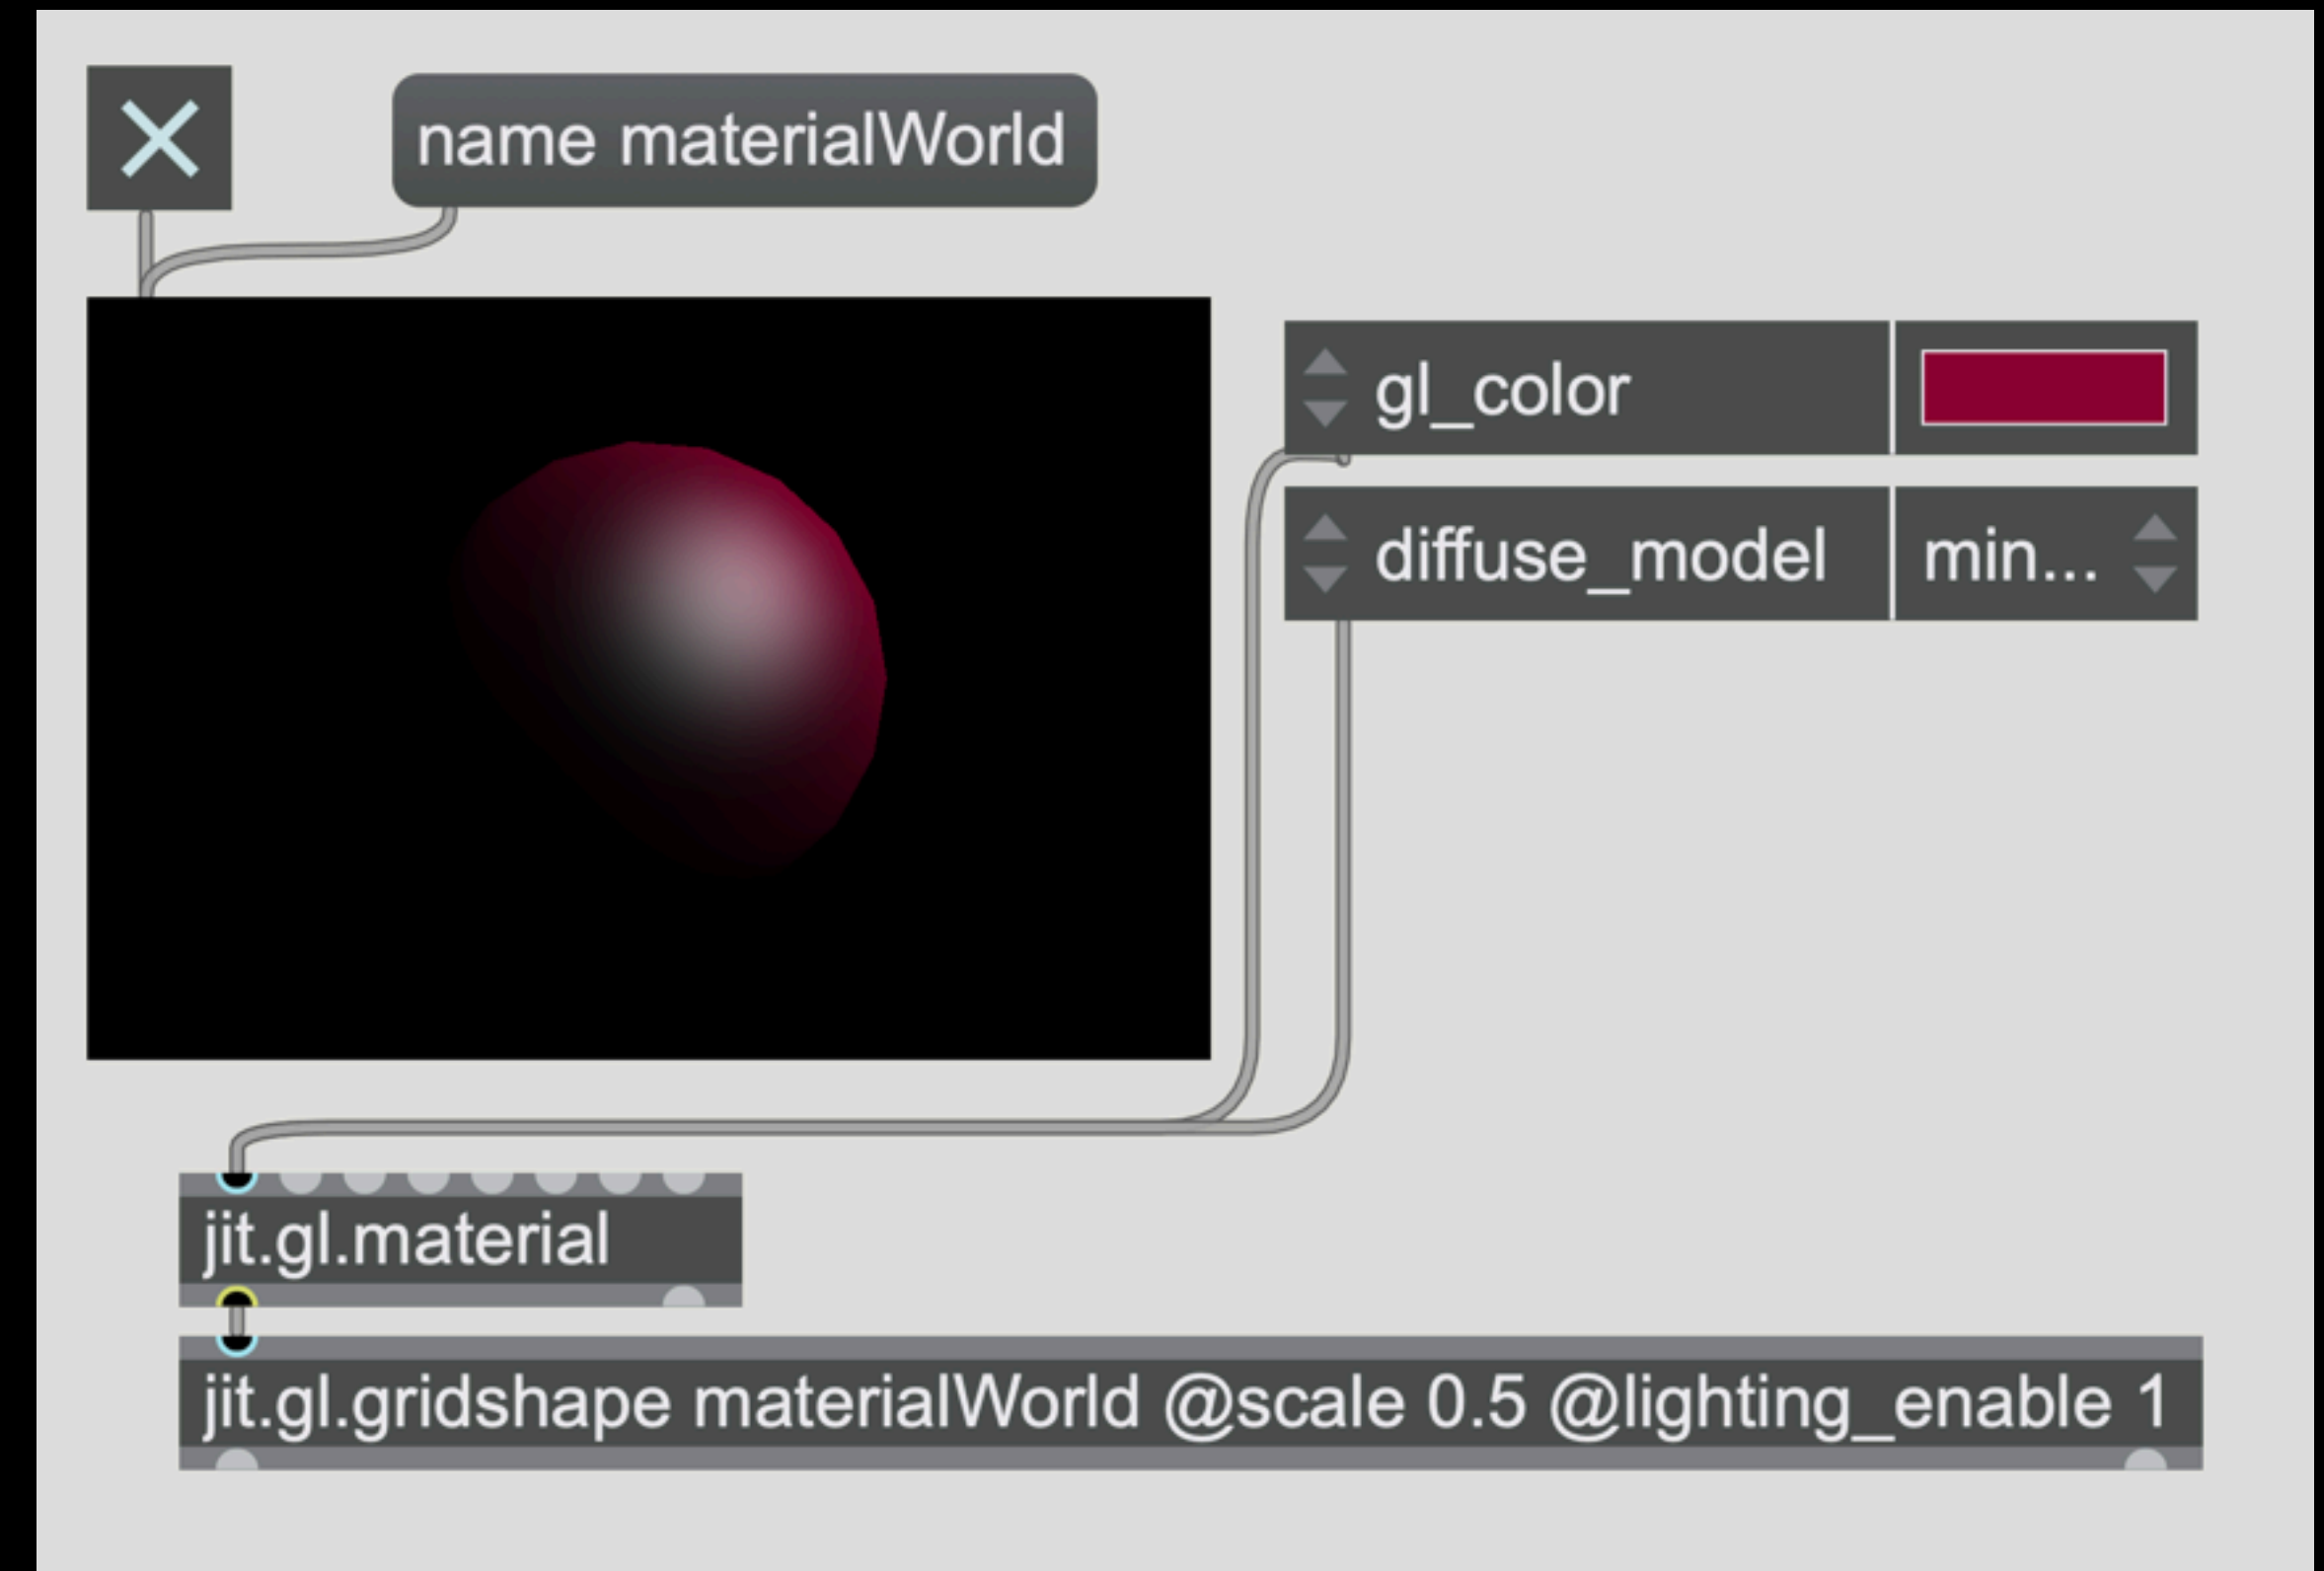 name materialWorld
gl_color
diffuse_model min...
jit.gl.material
jit.gl.gridshape materialWorld @scale 0.5 @lighting_enable 1